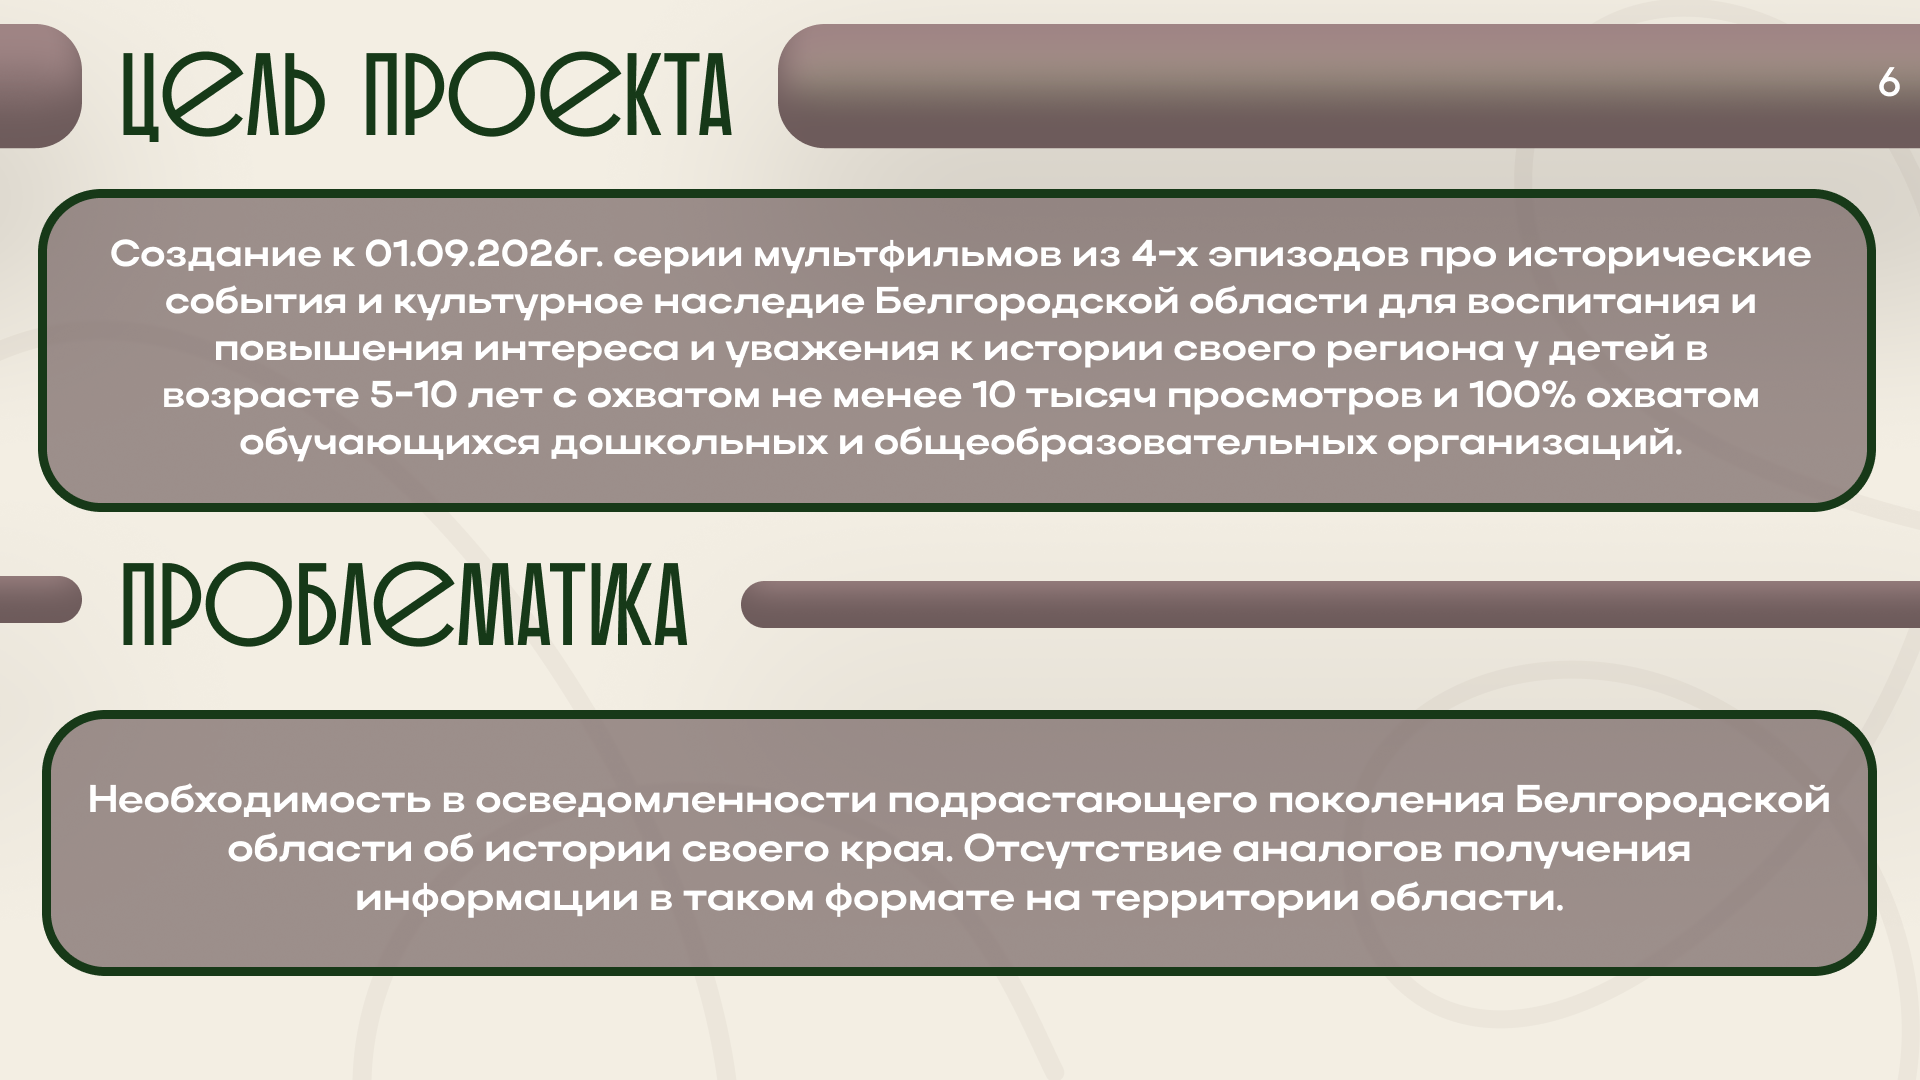 ЦЕЛЬ ПРОЕКТА
6
Создание к 01.09.2026г. серии мультфильмов из 4-х эпизодов про исторические
события и культурное наследие Белгородской области для воспитания и
повышения интереса и уважения к истории своего региона у детей в
возрасте 5-10 лет с охватом не менее 10 тысяч просмотров и 100% охватом
обучающихся дошкольных и общеобразовательных организаций.
ПРОБЛЕМАТИКА
Необходимость в осведомленности подрастающего поколения Белгородской
области об истории своего края. Отсутствие аналогов получения
информации в таком формате на территории области.